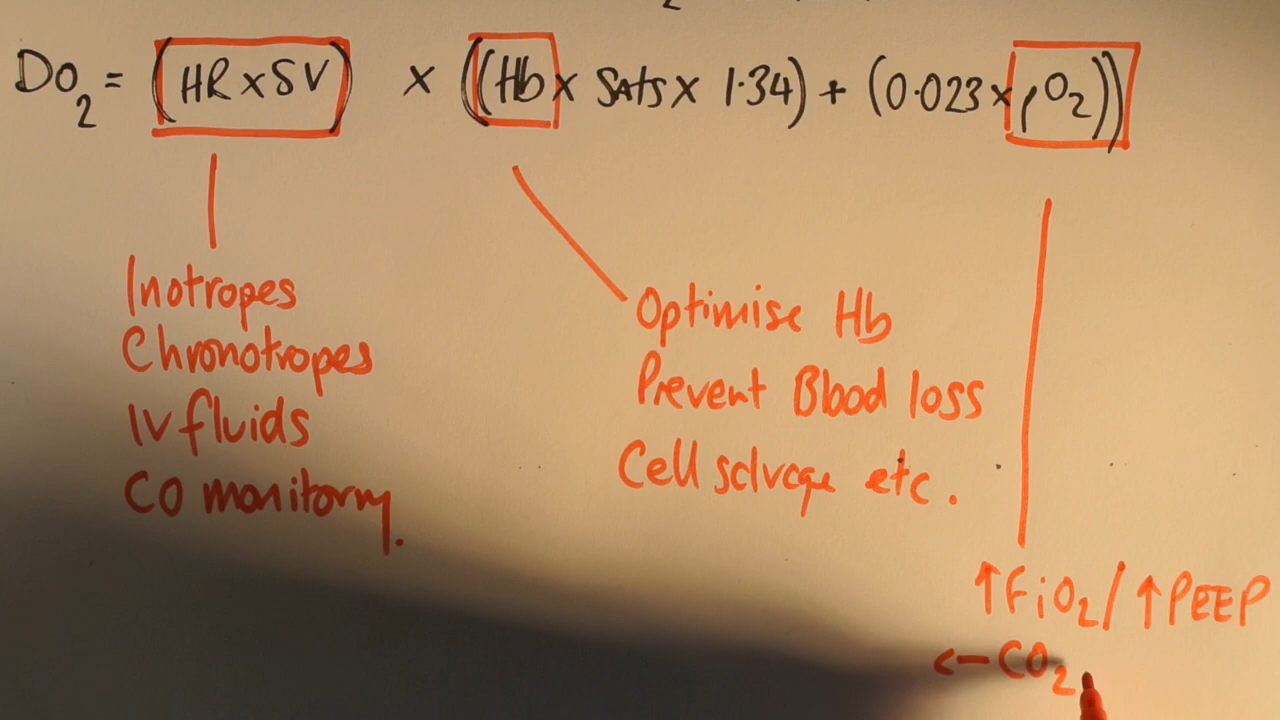 DO₂ = (HR x SV) x ((Hb x Sats x 1.34) + (0.023 x pO₂))
Inotropes
Chronotropes
IV fluids
CO monitoring.
Optimise Hb
Prevent Blood loss
Cell salvage etc.
↑FiO₂/↑PEEP
←CO₂